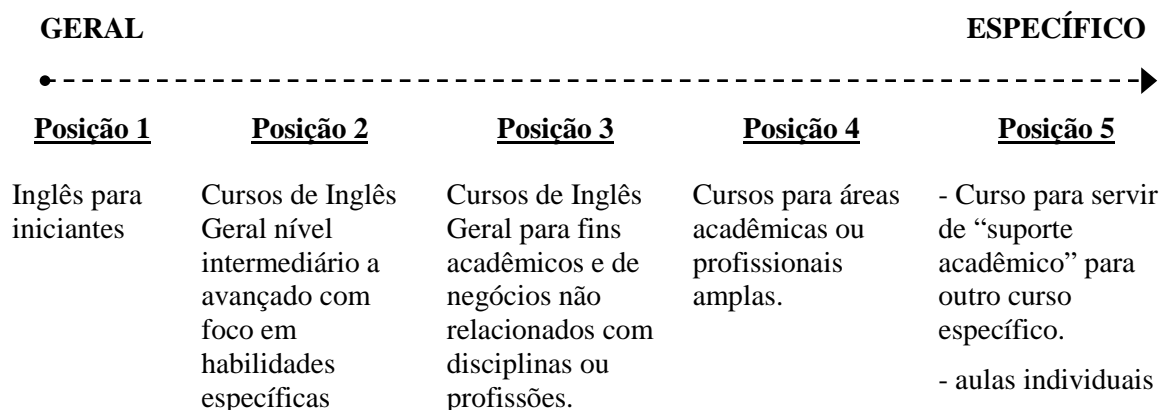 GERAL ESPECÍFICO
Posição 1 Posição 2 Posição 3 Posição 4 Posição 5
Inglês para
iniciantes
Cursos de Inglês
Geral nível
intermediário a
avançado com
foco em
habilidades
específicas
Cursos de Inglês
Geral para fins
acadêmicos e de
negócios não
relacionados com
disciplinas ou
profissões.
Cursos para áreas
acadêmicas ou
profissionais
amplas.
- Curso para servir
de “suporte
acadêmico” para
outro curso
específico.
- aulas individuais